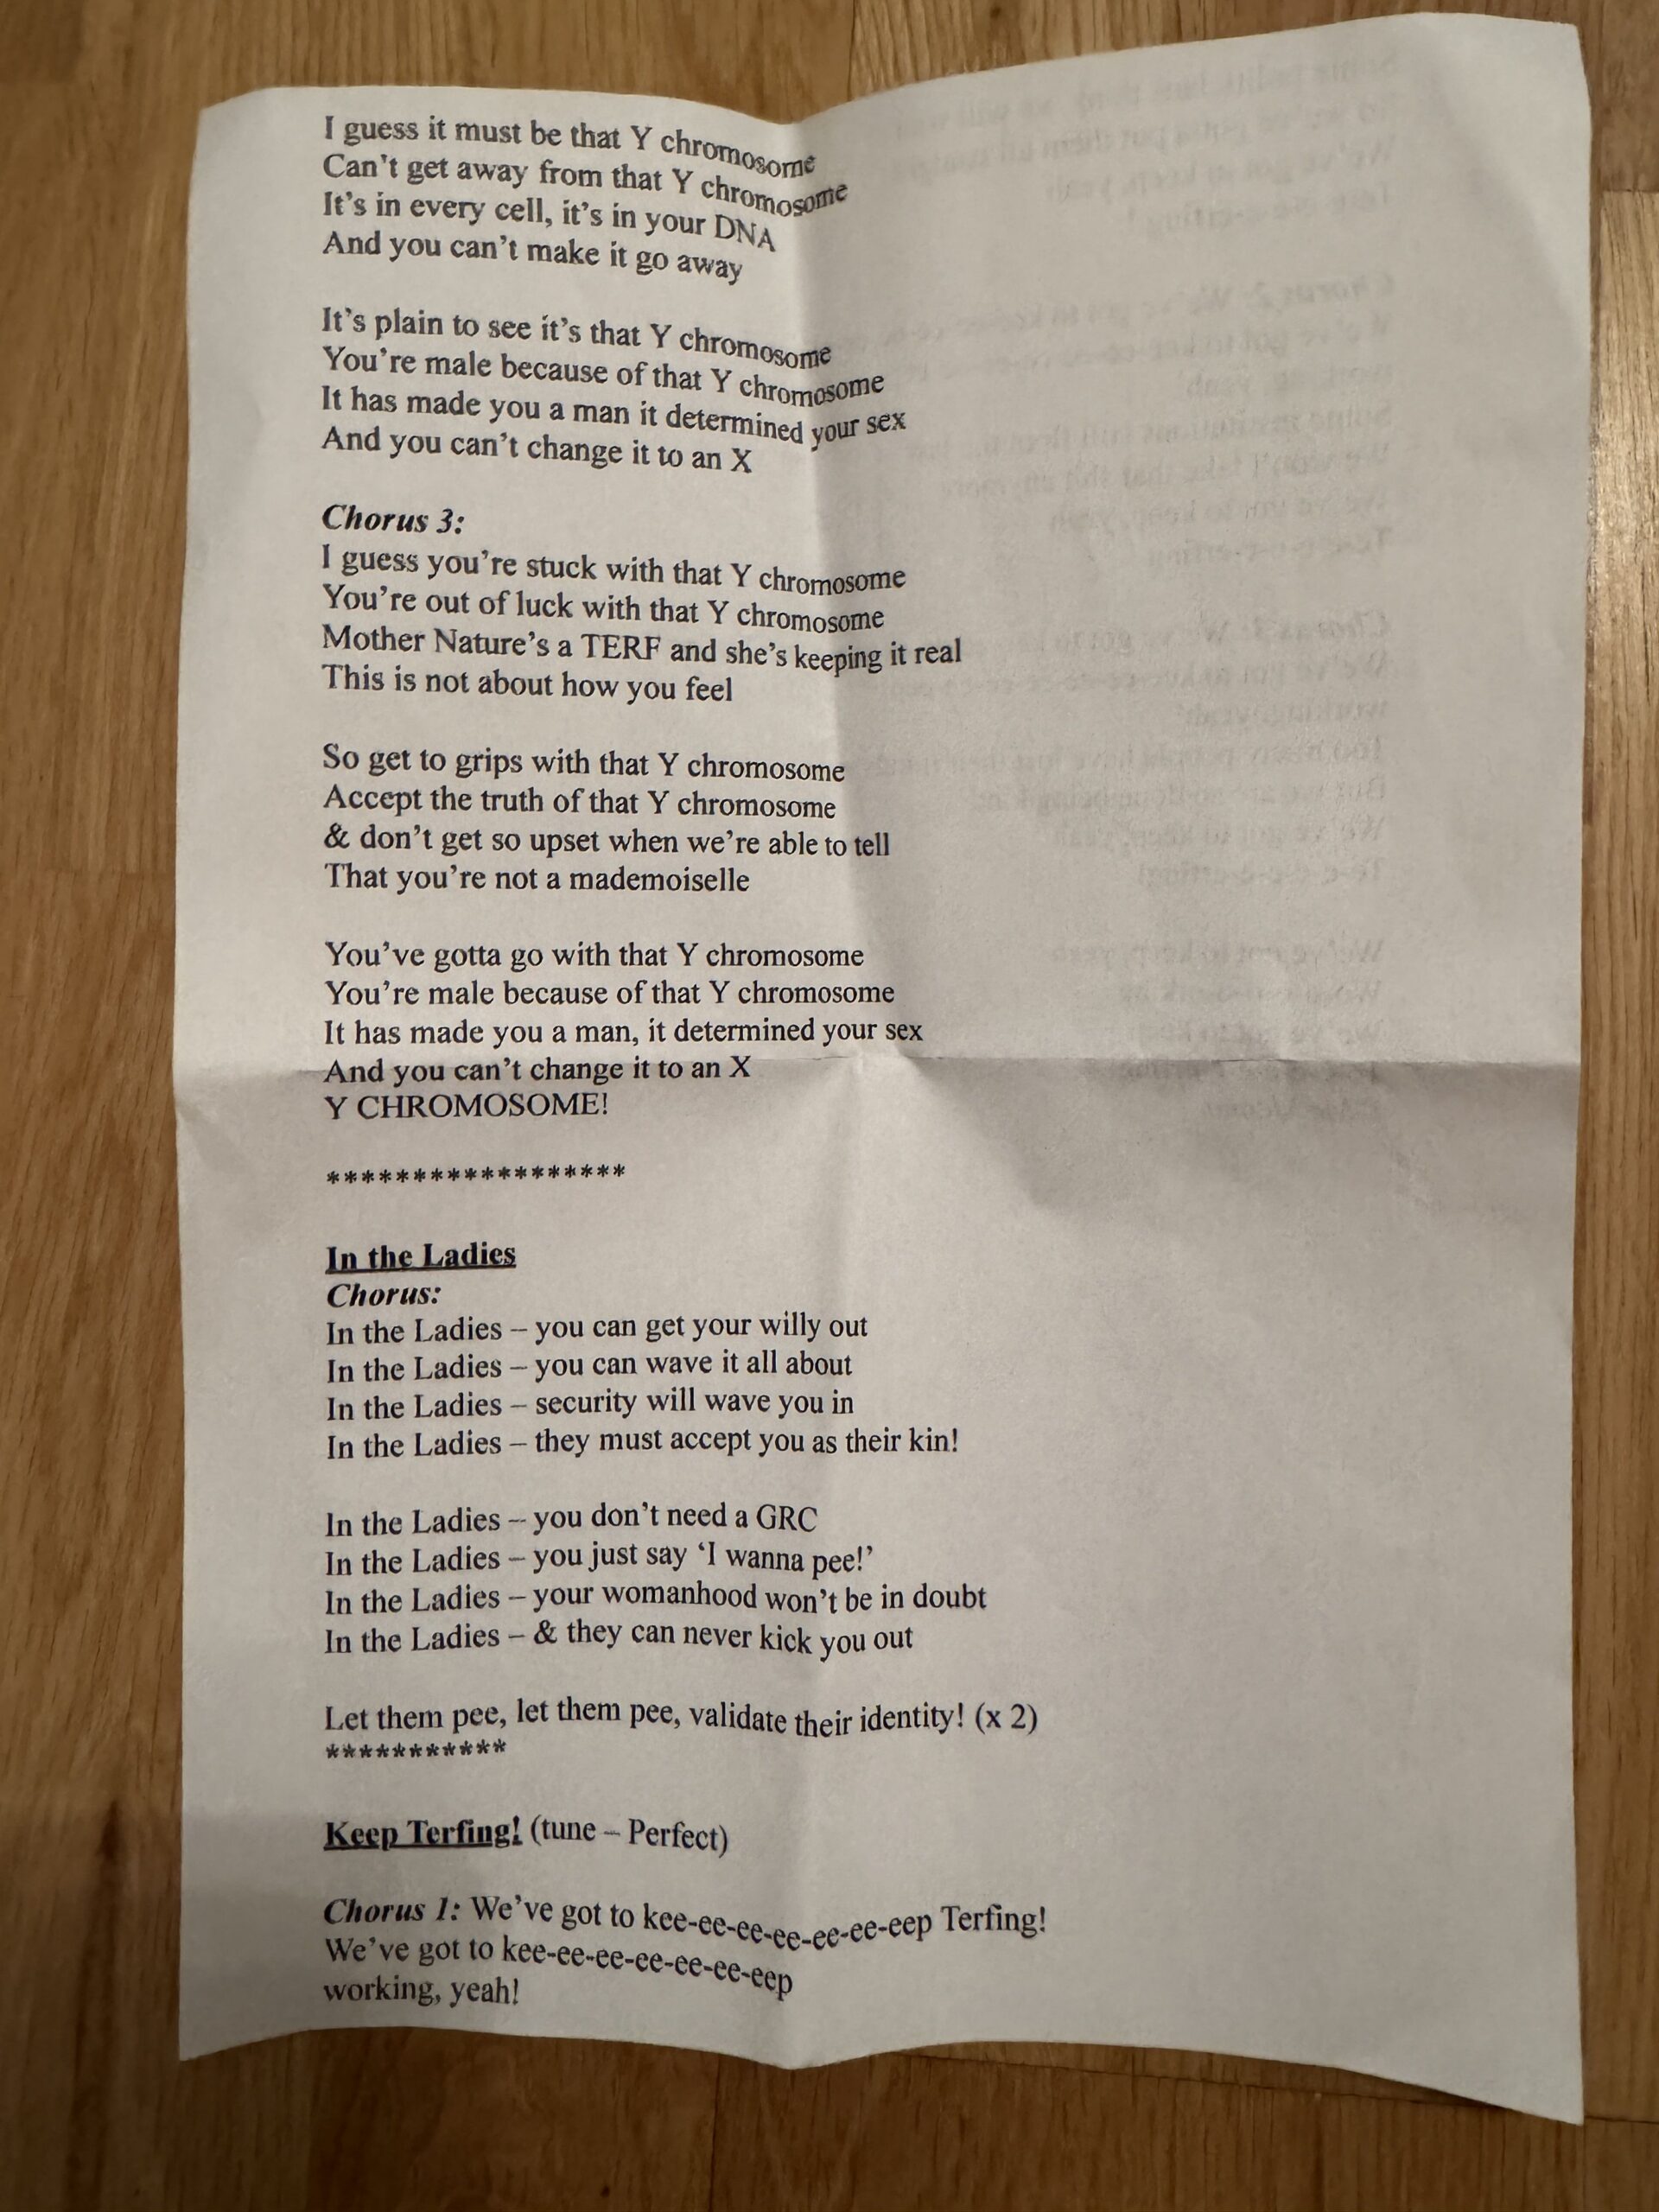 I guess it must be that Y chromosome
Can't get away from that Y chromosome
It's in every cell, it's in your DNA
And you can't make it go away
It's plain to see it's that Y chromosome
You're male because of that Y chromosome
It has made you a man it determined your sex
And you can't change it to an X
Chorus 3:
I guess you're stuck with that Y chromosome
You're out of luck with that Y chromosome
Mother Nature's a TERF and she's keeping it real
This is not about how you feel
So get to grips with that Y chromosome
Accept the truth of that Y chromosome
& don't get so upset when we're able to tell
That you're not a mademoiselle
You've gotta go with that Y chromosome
You're male because of that Y chromosome
It has made you a man, it determined your sex
And you can't change it to an X
Y CHROMOSOME!
******************
In the Ladies
Chorus:
In the Ladies – you can get your willy out
In the Ladies – you can wave it all about
In the Ladies – security will wave you in
In the Ladies – they must accept you as their kin!
In the Ladies – you don't need a GRC
In the Ladies – you just say 'I wanna pee!'
In the Ladies – your womanhood won't be in doubt
In the Ladies – & they can never kick you out
Let them pee, let them pee, validate their identity! (x 2)
***********
Keep Terfing! (tune – Perfect)
Chorus 1: We've got to kee-ee-ee-ee-ee-ee-eep Terfing!
We've got to kee-ee-ee-ee-ee-ee-eep
working, yeah!